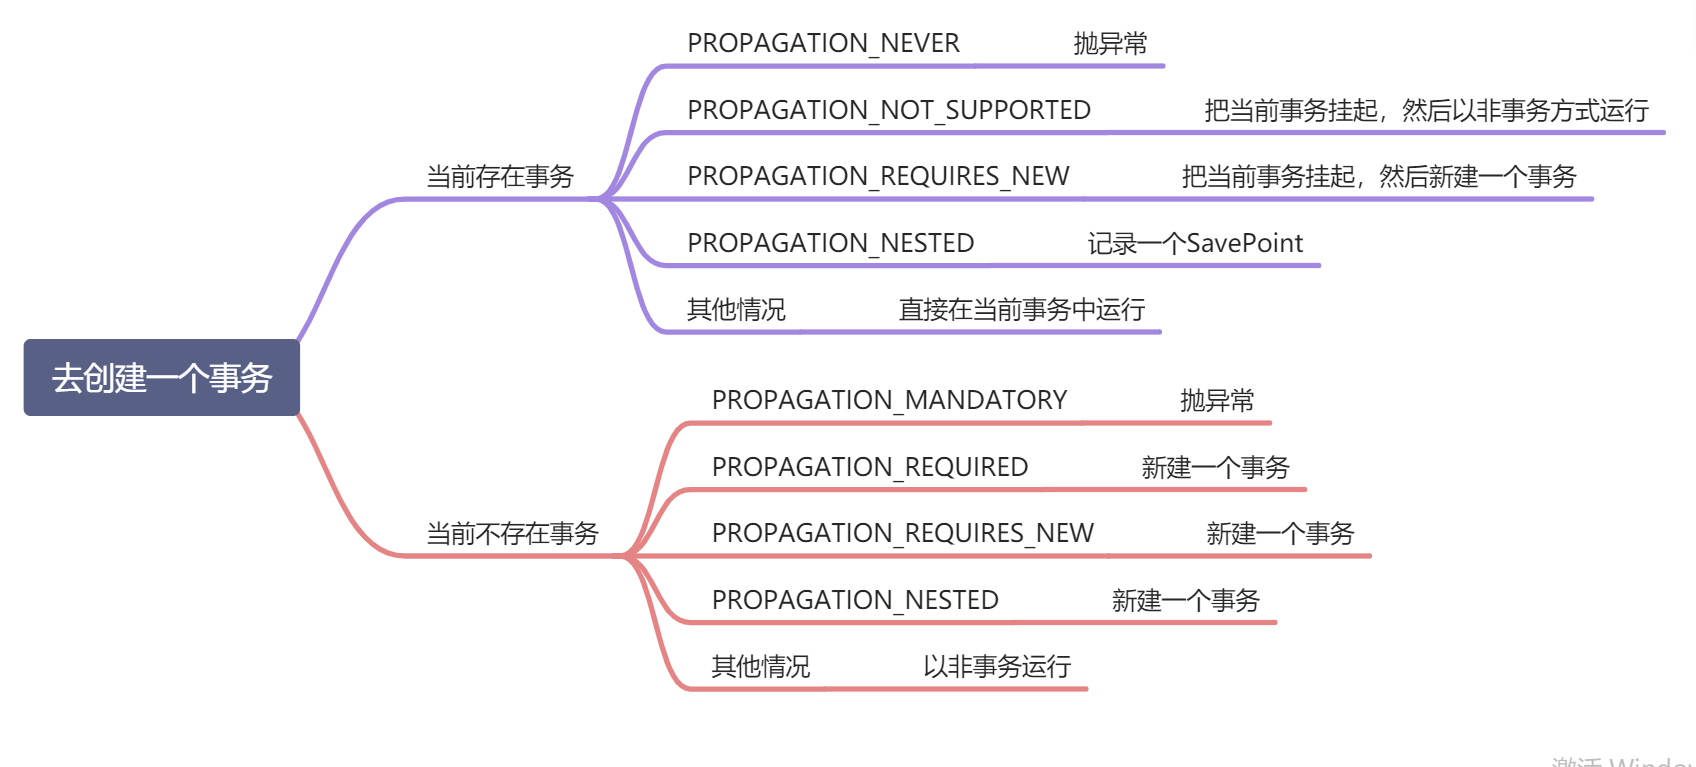 去创建一个事务
当前存在事务
PROPAGATION_NEVER 抛异常
PROPAGATION_NOT_SUPPORTED 把当前事务挂起，然后以非事务方式运行
PROPAGATION_REQUIRES_NEW 把当前事务挂起，然后新建一个事务
PROPAGATION_NESTED 记录一个SavePoint
其他情况 直接在当前事务中运行
当前不存在事务
PROPAGATION_MANDATORY 抛异常
PROPAGATION_REQUIRED 新建一个事务
PROPAGATION_REQUIRES_NEW 新建一个事务
PROPAGATION_NESTED 新建一个事务
其他情况 以非事务运行
激活 Window